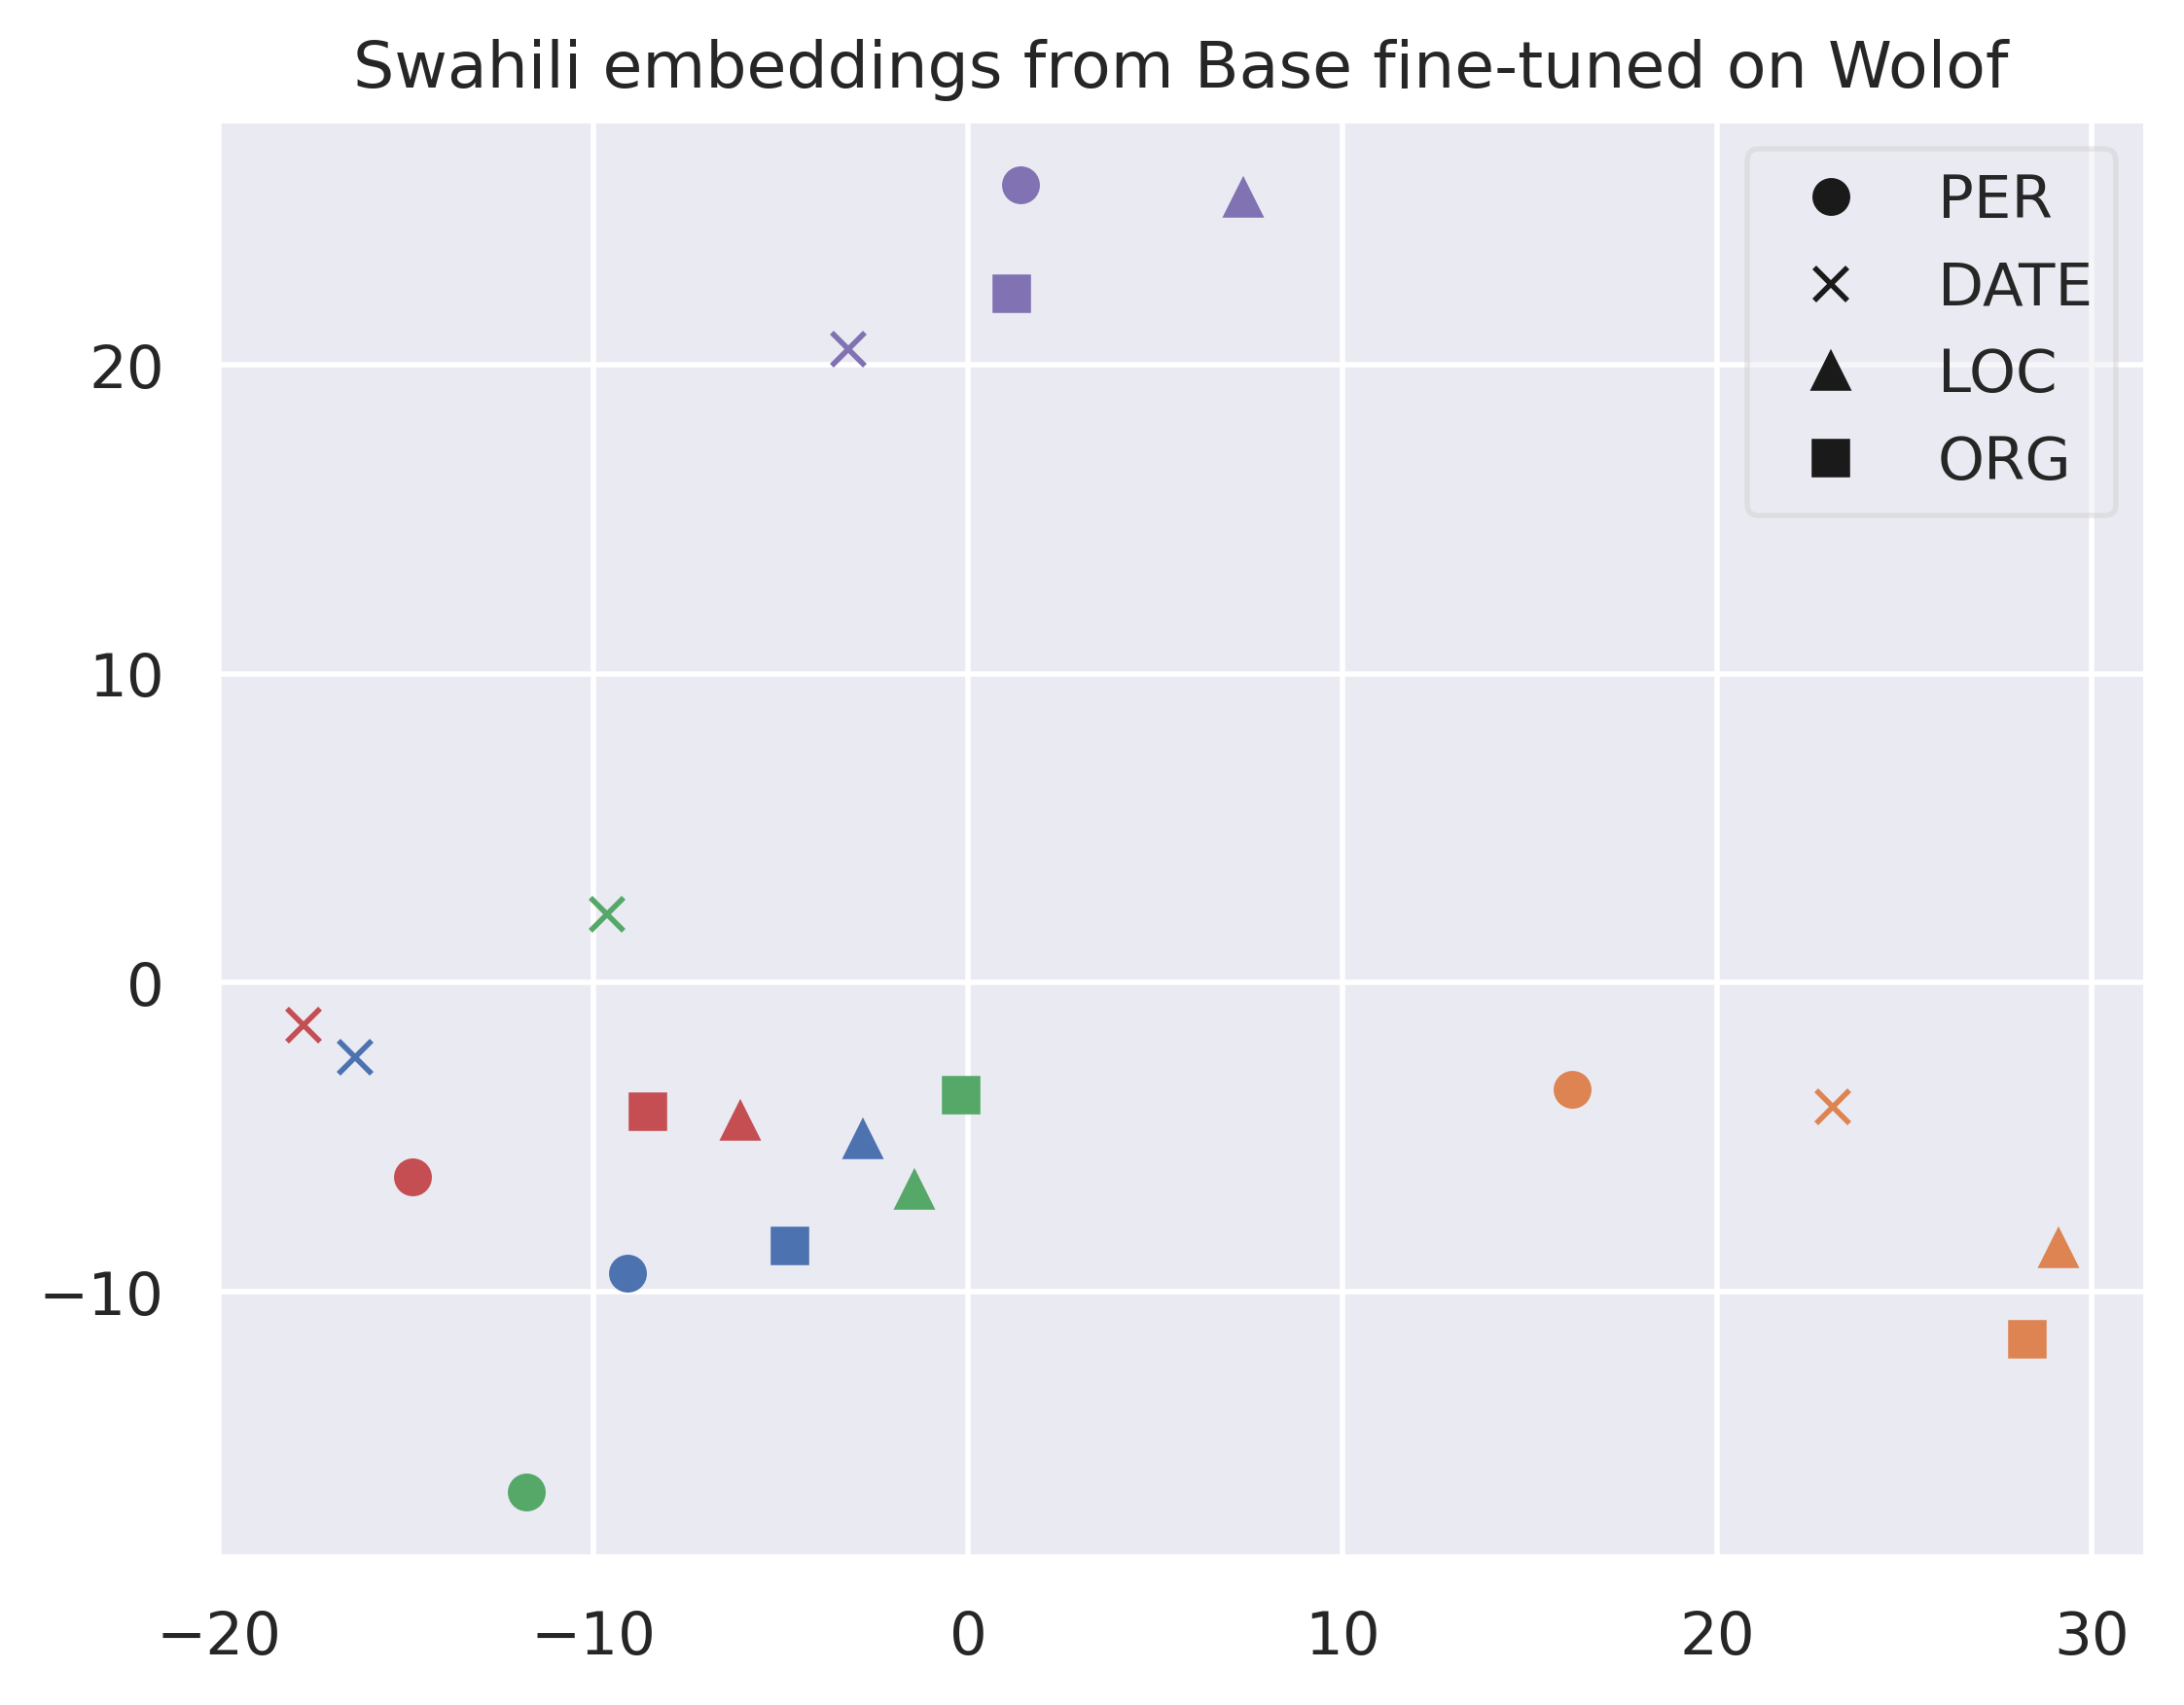 Swahili embeddings from Base fine-tuned on Wolof
PER
DATE
LOC
ORG
20
10
0
−10
−20 −10 0 10 20 30